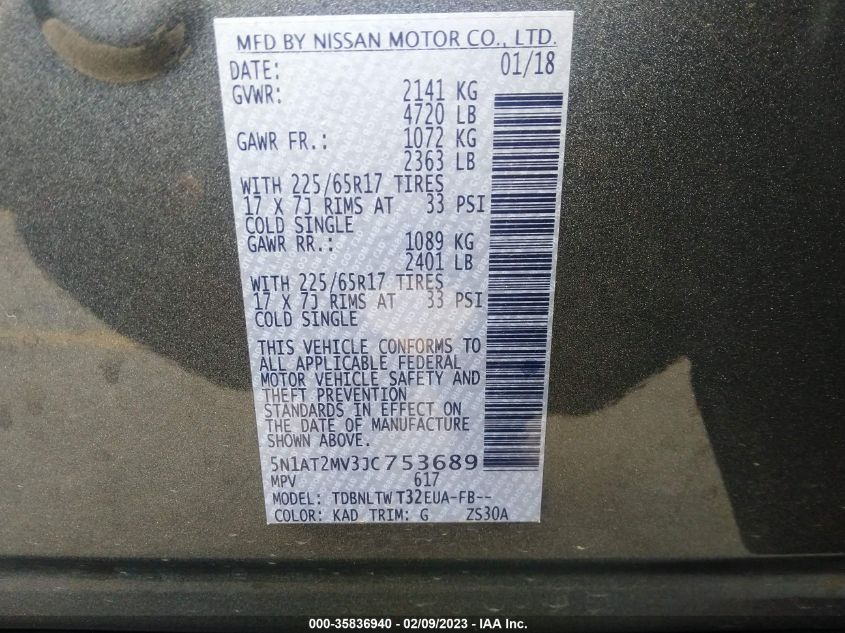 MFD BY NISSAN MOTOR CO., LTD.
DATE: 01/18
GVWR: 2141 KG
4720 LB
GAWR FR.: 1072 KG
2363 LB
WITH 225/65R17 TIRES
17 X 7J RIMS AT 33 PSI
COLD SINGLE
GAWR RR.: 1089 KG
2401 LB
WITH 225/65R17 TIRES
17 X 7J RIMS AT 33 PSI
COLD SINGLE
THIS VEHICLE CONFORMS TO
ALL APPLICABLE FEDERAL
MOTOR VEHICLE SAFETY AND
THEFT PREVENTION
STANDARDS IN EFFECT ON
THE DATE OF MANUFACTURE
SHOWN ABOVE.
5N1AT2MV3JC753689
MPV 617
MODEL: TDBNLTW T32EUA-FB--
COLOR: KAD TRIM: G ZS30A
000-35836940 - 02/09/2023 - IAA Inc.